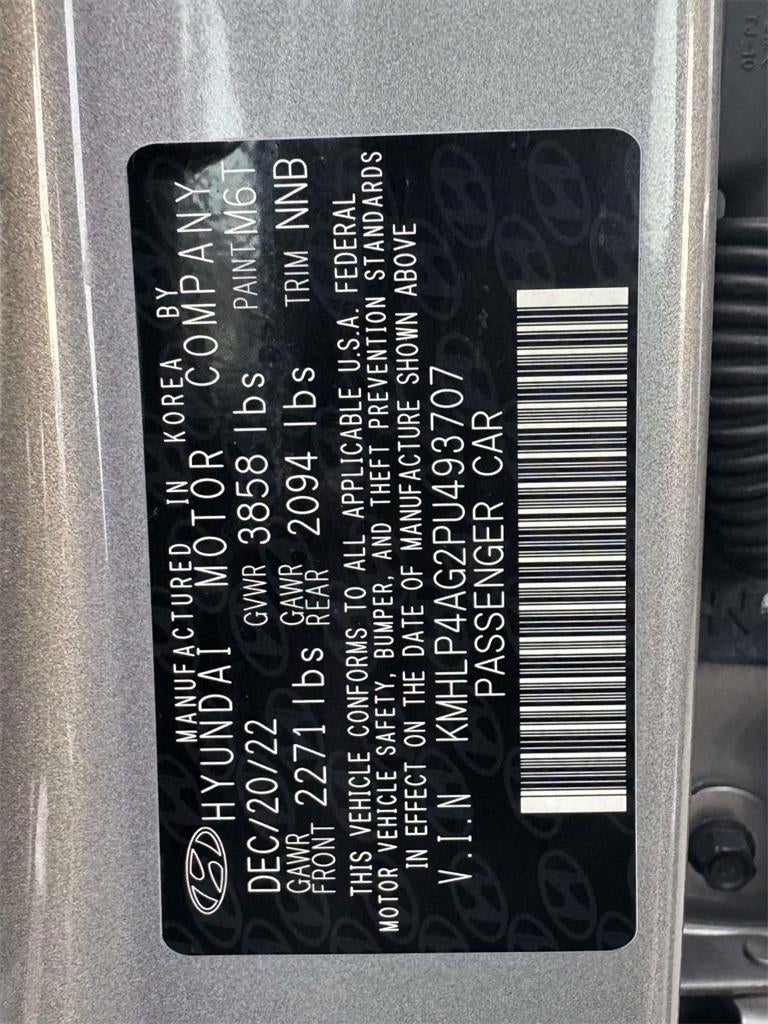 MANUFACTURED IN KOREA BY
HYUNDAI MOTOR COMPANY
DEC/20/22 GVWR 3858 lbs PAINT M6T
GAWR FRONT 2271 lbs GAWR REAR 2094 lbs TRIM NNB
THIS VEHICLE CONFORMS TO ALL APPLICABLE U.S.A. FEDERAL
MOTOR VEHICLE SAFETY, BUMPER, AND THEFT PREVENTION STANDARDS
IN EFFECT ON THE DATE OF MANUFACTURE SHOWN ABOVE
V.I.N KMHLP4AG2PU493707
PASSENGER CAR